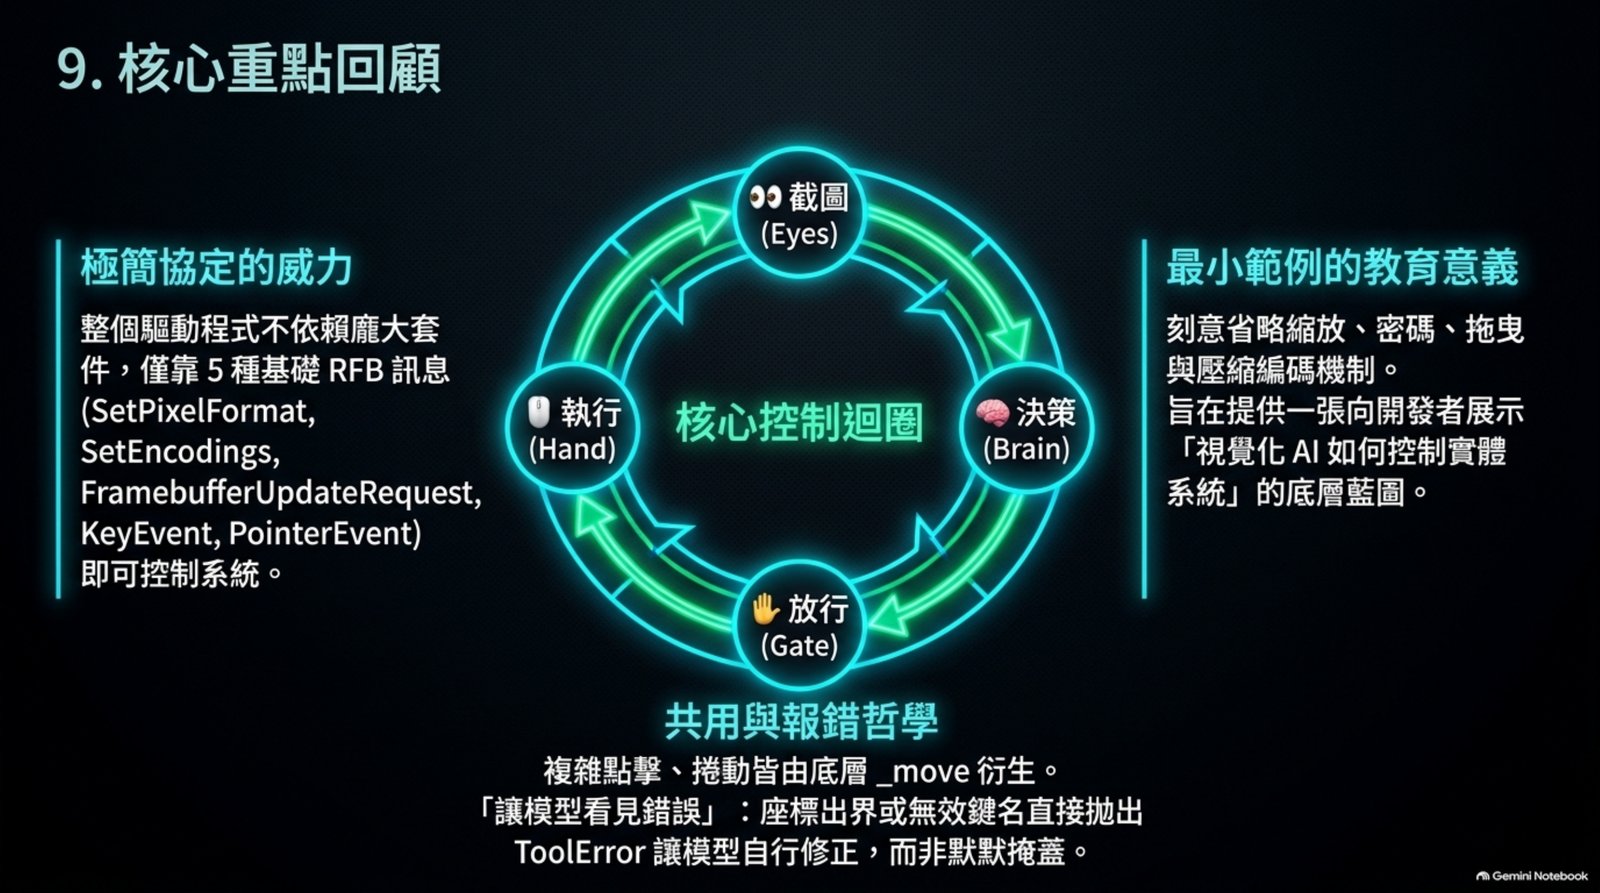 9. 核心重點回顧
極簡協定的威力
整個驅動程式不依賴龐大套
件，僅靠 5 種基礎 RFB 訊息
(SetPixelFormat,
SetEncodings,
FramebufferUpdateRequest,
KeyEvent, PointerEvent)
即可控制系統。
👀 截圖
(Eyes)
🧠 決策
(Brain)
✋ 放行
(Gate)
🖱️ 執行
(Hand)
核心控制迴圈
最小範例的教育意義
刻意省略縮放、密碼、拖曳
與壓縮編碼機制。
旨在提供一張向開發者展示
「視覺化 AI 如何控制實體
系統」的底層藍圖。
共用與報錯哲學
複雜點擊、捲動皆由底層 _move 衍生。
「讓模型看見錯誤」：座標出界或無效鍵名直接拋出
ToolError 讓模型自行修正，而非默默掩蓋。
Gemini Notebook